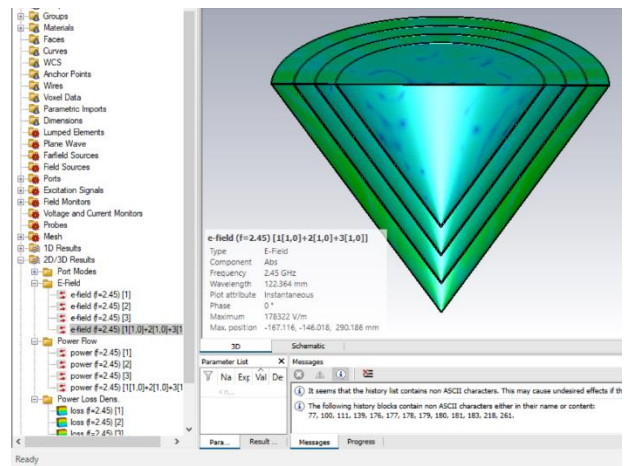 Groups
Materials
Faces
Curves
WCS
Anchor Points
Wires
Voxel Data
Parametric Imports
Dimensions
Lumped Elements
Plane Wave
Farfield Sources
Field Sources
Ports
Excitation Signals
Field Monitors
Voltage and Current Monitors
Probes
Mesh
1D Results
2D/3D Results
Port Modes
E-Field
e-field (f=2.45) [1]
e-field (f=2.45) [2]
e-field (f=2.45) [3]
e-field (f=2.45) [1[1,0]+2[1,0]+3[1
Power Flow
power (f=2.45) [1]
power (f=2.45) [2]
power (f=2.45) [3]
power (f=2.45) [1[1,0]+2[1,0]+3[1
Power Loss Dens.
loss (f=2.45) [1]
loss (f=2.45) [2]
loss (f=2.45) [3]
Ready
e-field (f=2.45) [1[1,0]+2[1,0]+3[1,0]]
Type E-Field
Component Abs
Frequency 2.45 GHz
Wavelength 122.364 mm
Plot attribute Instantaneous
Phase 0 °
Maximum 178322 V/m
Max. position -167.116, -146.018, 290.186 mm
3D Schematic
Parameter List
Na Exp Val De
Para... Result ...
Messages
It seems that the history list contains non ASCII characters. This may cause undesired effects if th
The following history blocks contain non ASCII characters either in their name or content:
77, 100, 111, 139, 176, 177, 178, 179, 180, 181, 183, 218, 261.
Messages Progress